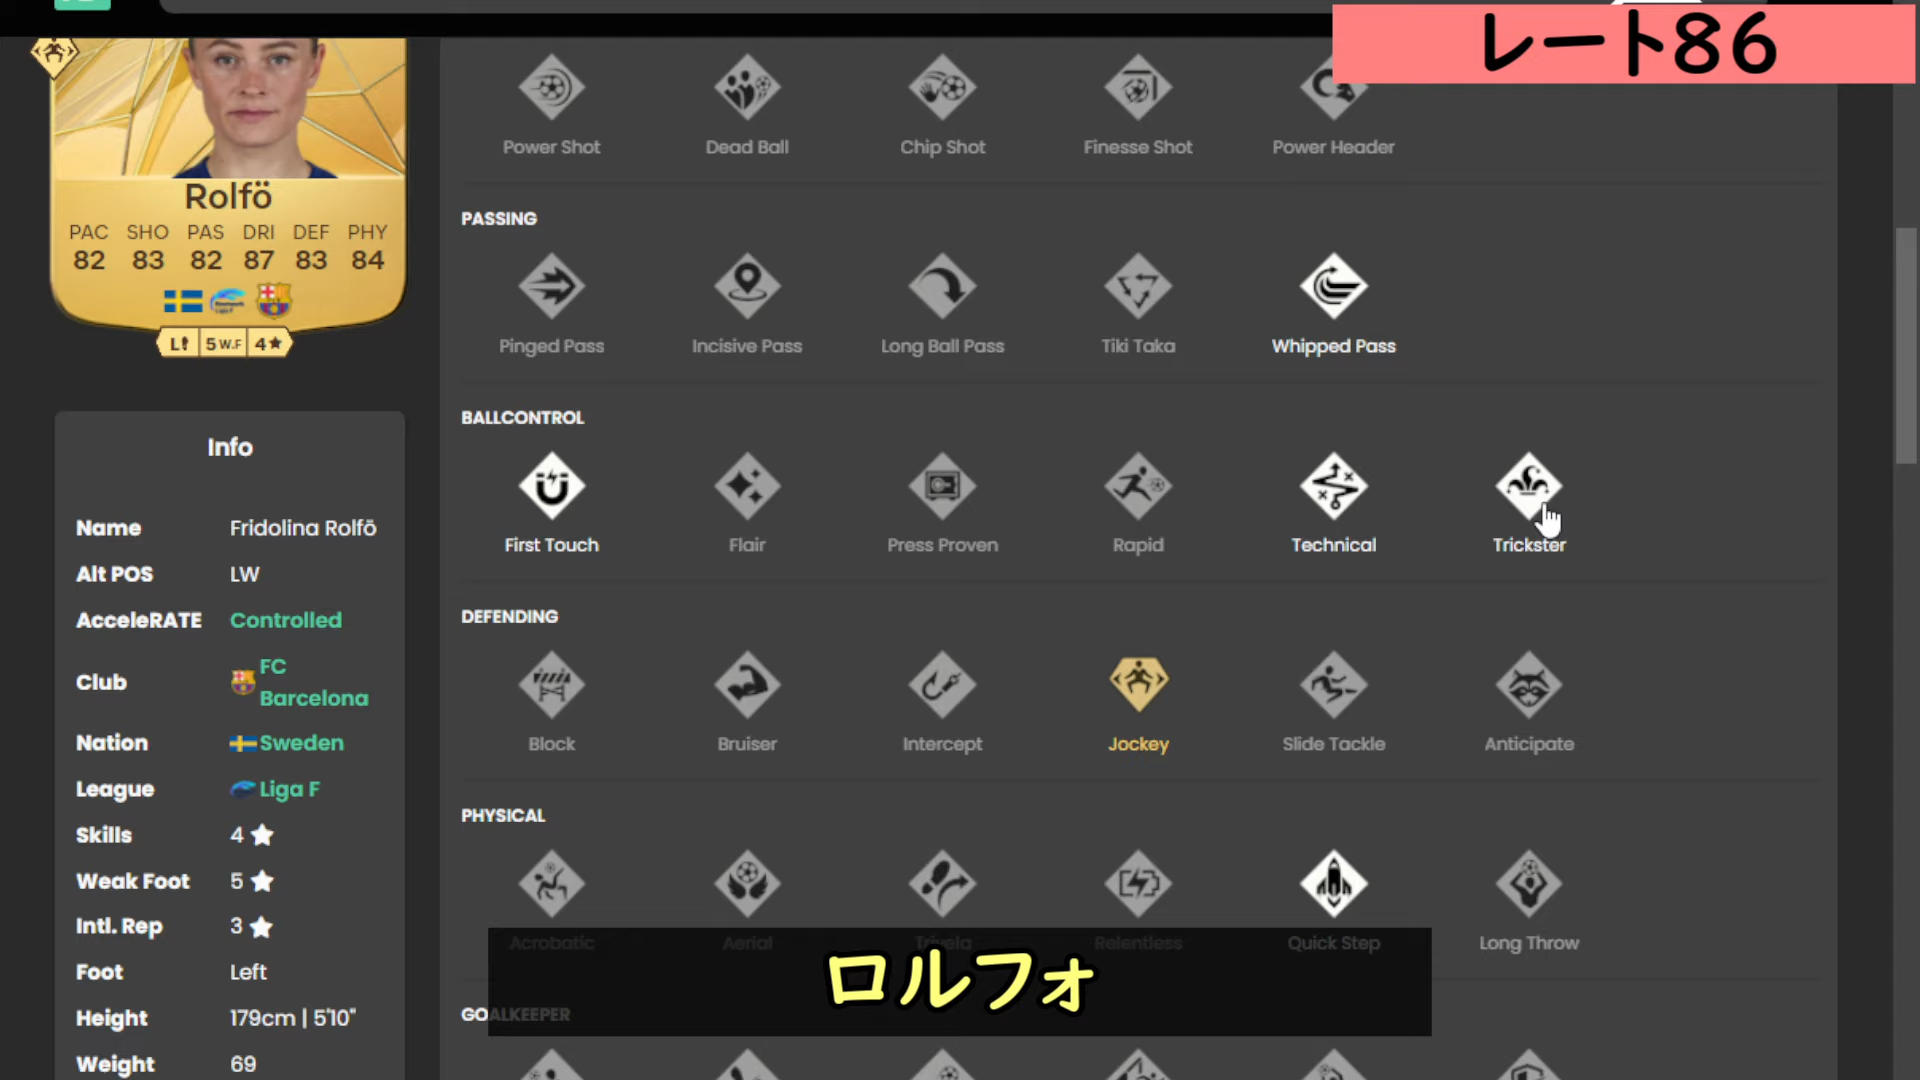 レート86
Power Shot
Dead Ball
Chip Shot
Finesse Shot
Power Header
Rolfö
PAC SHO PAS DRI DEF PHY
82 83 82 87 83 84
L 5 W.F 4★
PASSING
Pinged Pass
Incisive Pass
Long Ball Pass
Tiki Taka
Whipped Pass
BALLCONTROL
First Touch
Flair
Press Proven
Rapid
Technical
Trickster
Info
Name Fridolina Rolfö
Alt POS LW
AcceleRATE Controlled
Club FC Barcelona
Nation Sweden
League Liga F
Skills 4 ★
Weak Foot 5 ★
Intl. Rep 3 ★
Foot Left
Height 179cm | 5'10"
Weight 69
DEFENDING
Block
Bruiser
Intercept
Jockey
Slide Tackle
Anticipate
PHYSICAL
Acrobatic
Aerial
Trivela
Relentless
Quick Step
Long Throw
ロルフォ
GOALKEEPER